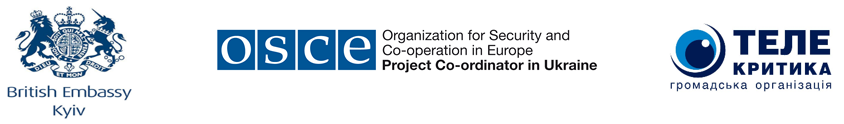 British Embassy
Kyiv
osce
Organization for Security and
Co-operation in Europe
Project Co-ordinator in Ukraine
ТЕЛЕ
КРИТИКА
громадська організація